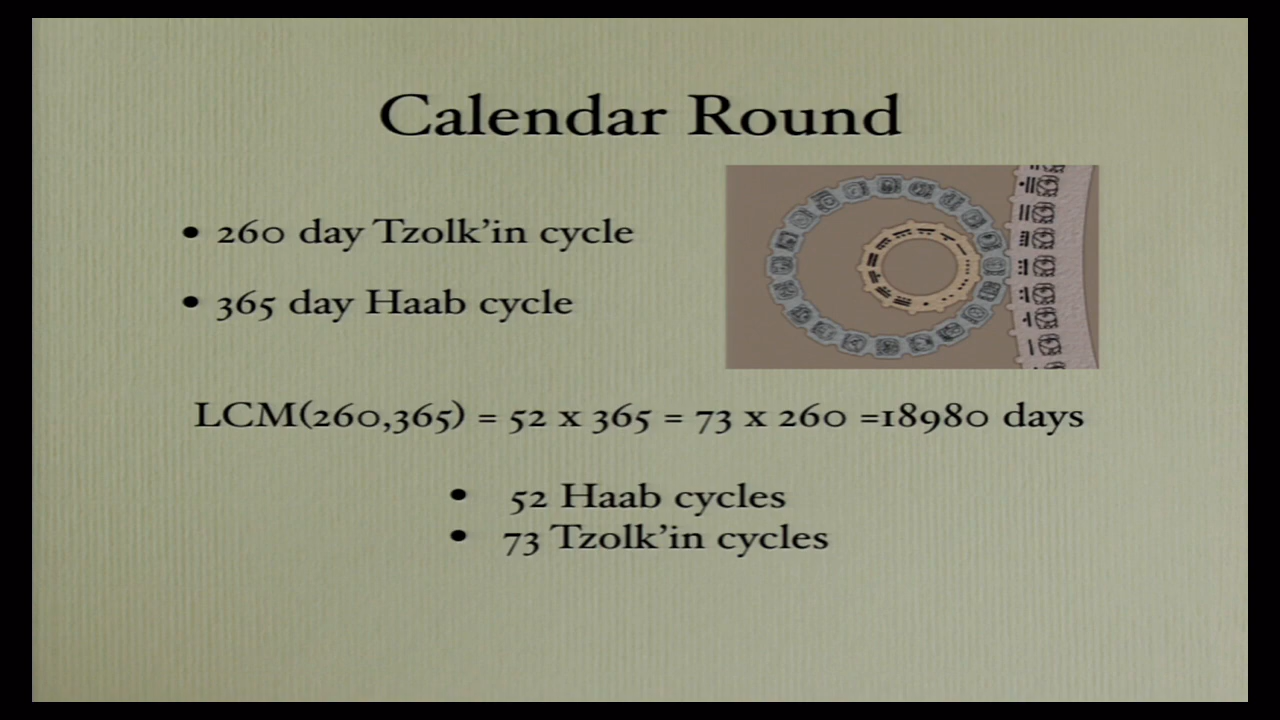 Calendar Round
• 260 day Tzolk’in cycle
• 365 day Haab cycle
LCM(260,365) = 52 x 365 = 73 x 260 =18980 days
• 52 Haab cycles
• 73 Tzolk’in cycles